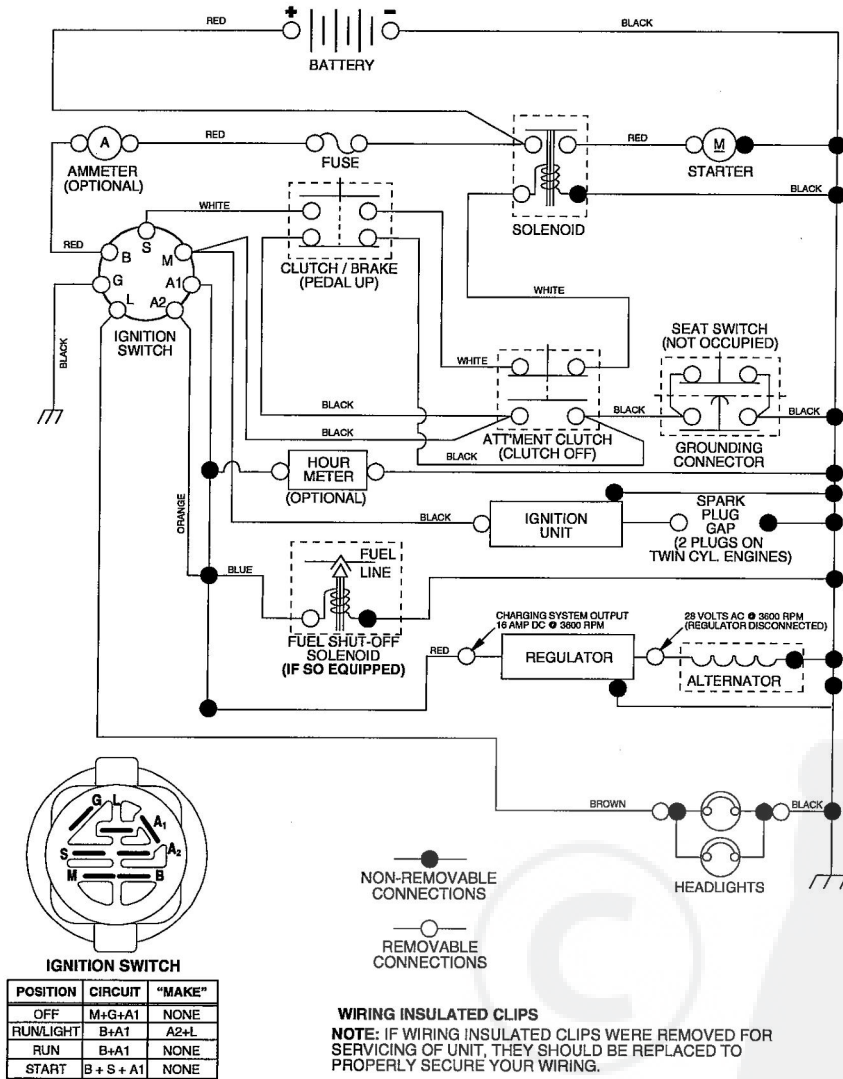 + -
RED
BLACK
BATTERY
A
RED
RED
M
AMMETER
(OPTIONAL)
FUSE
STARTER
WHITE
BLACK
SOLENOID
S
RED
B
M
CLUTCH / BRAKE
(PEDAL UP)
G
A1
L
A2
WHITE
IGNITION
SWITCH
SEAT SWITCH
(NOT OCCUPIED)
BLACK
WHITE
BLACK
BLACK
BLACK
BLACK
ATT'MENT CLUTCH
(CLUTCH OFF)
GROUNDING
CONNECTOR
BLACK
HOUR
METER
(OPTIONAL)
ORANGE
BLACK
IGNITION
UNIT
SPARK
PLUG
GAP
(2 PLUGS ON
TWIN CYL. ENGINES)
BLUE
FUEL
LINE
FUEL SHUT-OFF
SOLENOID
(IF SO EQUIPPED)
CHARGING SYSTEM OUTPUT
16 AMP DC @ 3600 RPM
28 VOLTS AC @ 3600 RPM
(REGULATOR DISCONNECTED)
RED
REGULATOR
ALTERNATOR
BROWN
BLACK
HEADLIGHTS
G L
A1
S
A2
M
B
NON-REMOVABLE
CONNECTIONS
REMOVABLE
CONNECTIONS
IGNITION SWITCH
POSITION CIRCUIT "MAKE"
OFF M+G+A1 NONE
RUN/LIGHT B+A1 A2+L
RUN B+A1 NONE
START B + S + A1 NONE
WIRING INSULATED CLIPS
NOTE: IF WIRING INSULATED CLIPS WERE REMOVED FOR
SERVICING OF UNIT, THEY SHOULD BE REPLACED TO
PROPERLY SECURE YOUR WIRING.
©